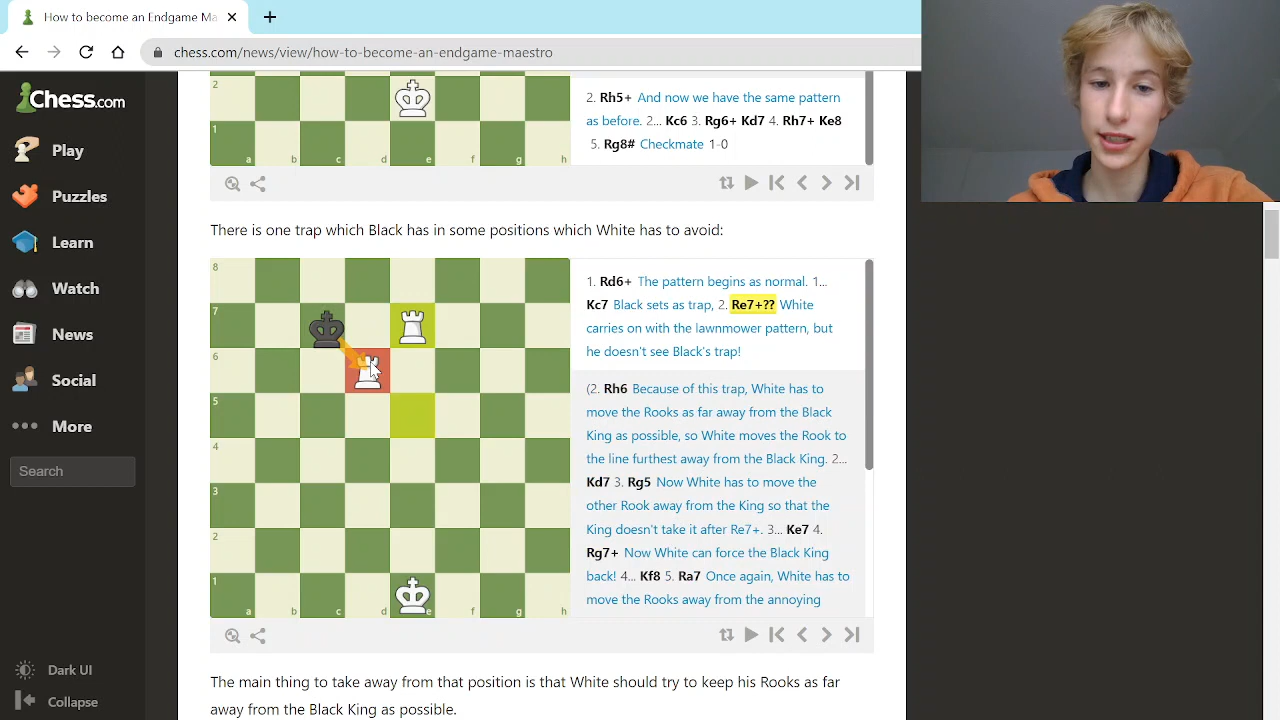 How to become an Endgame Ma
chess.com/news/view/how-to-become-an-endgame-maestro
Chess.com
Play
Puzzles
Learn
Watch
News
Social
More
Search
Dark UI
Collapse
2
1
a b c d e f g h
2. Rh5+ And now we have the same pattern
as before. 2... Kc6 3. Rg6+ Kd7 4. Rh7+ Ke8
5. Rg8# Checkmate 1-0
There is one trap which Black has in some positions which White has to avoid:
8
7
6
5
4
3
2
1
a b c d e f g h
1. Rd6+ The pattern begins as normal. 1...
Kc7 Black sets as trap, 2. Re7+?? White
carries on with the lawnmower pattern, but
he doesn't see Black's trap!
(2. Rh6 Because of this trap, White has to
move the Rooks as far away from the Black
King as possible, so White moves the Rook to
the line furthest away from the Black King. 2...
Kd7 3. Rg5 Now White has to move the
other Rook away from the King so that the
King doesn't take it after Re7+. 3... Ke7 4.
Rg7+ Now White can force the Black King
back! 4... Kf8 5. Ra7 Once again, White has to
move the Rooks away from the annoying
The main thing to take away from that position is that White should try to keep his Rooks as far
away from the Black King as possible.